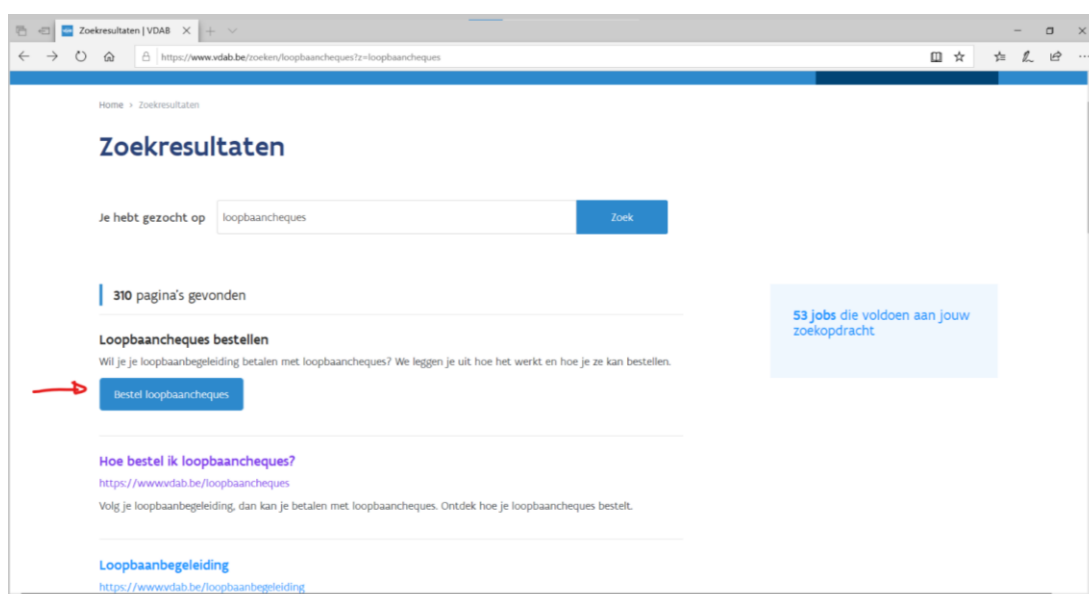 Zoekresultaten | VDAB
https://www.vdab.be/zoeken/loopbaancheques?z=loopbaancheques
Home › Zoekresultaten
Zoekresultaten
Je hebt gezocht op loopbaancheques Zoek
310 pagina's gevonden
53 jobs die voldoen aan jouw
zoekopdracht
Loopbaancheques bestellen
Wil je je loopbaanbegeleiding betalen met loopbaancheques? We leggen je uit hoe het werkt en hoe je ze kan bestellen.
Bestel loopbaancheques
Hoe bestel ik loopbaancheques?
https://www.vdab.be/loopbaancheques
Volg je loopbaanbegeleiding, dan kan je betalen met loopbaancheques. Ontdek hoe je loopbaancheques bestelt.
Loopbaanbegeleiding
https://www.vdab.be/loopbaanbegeleiding